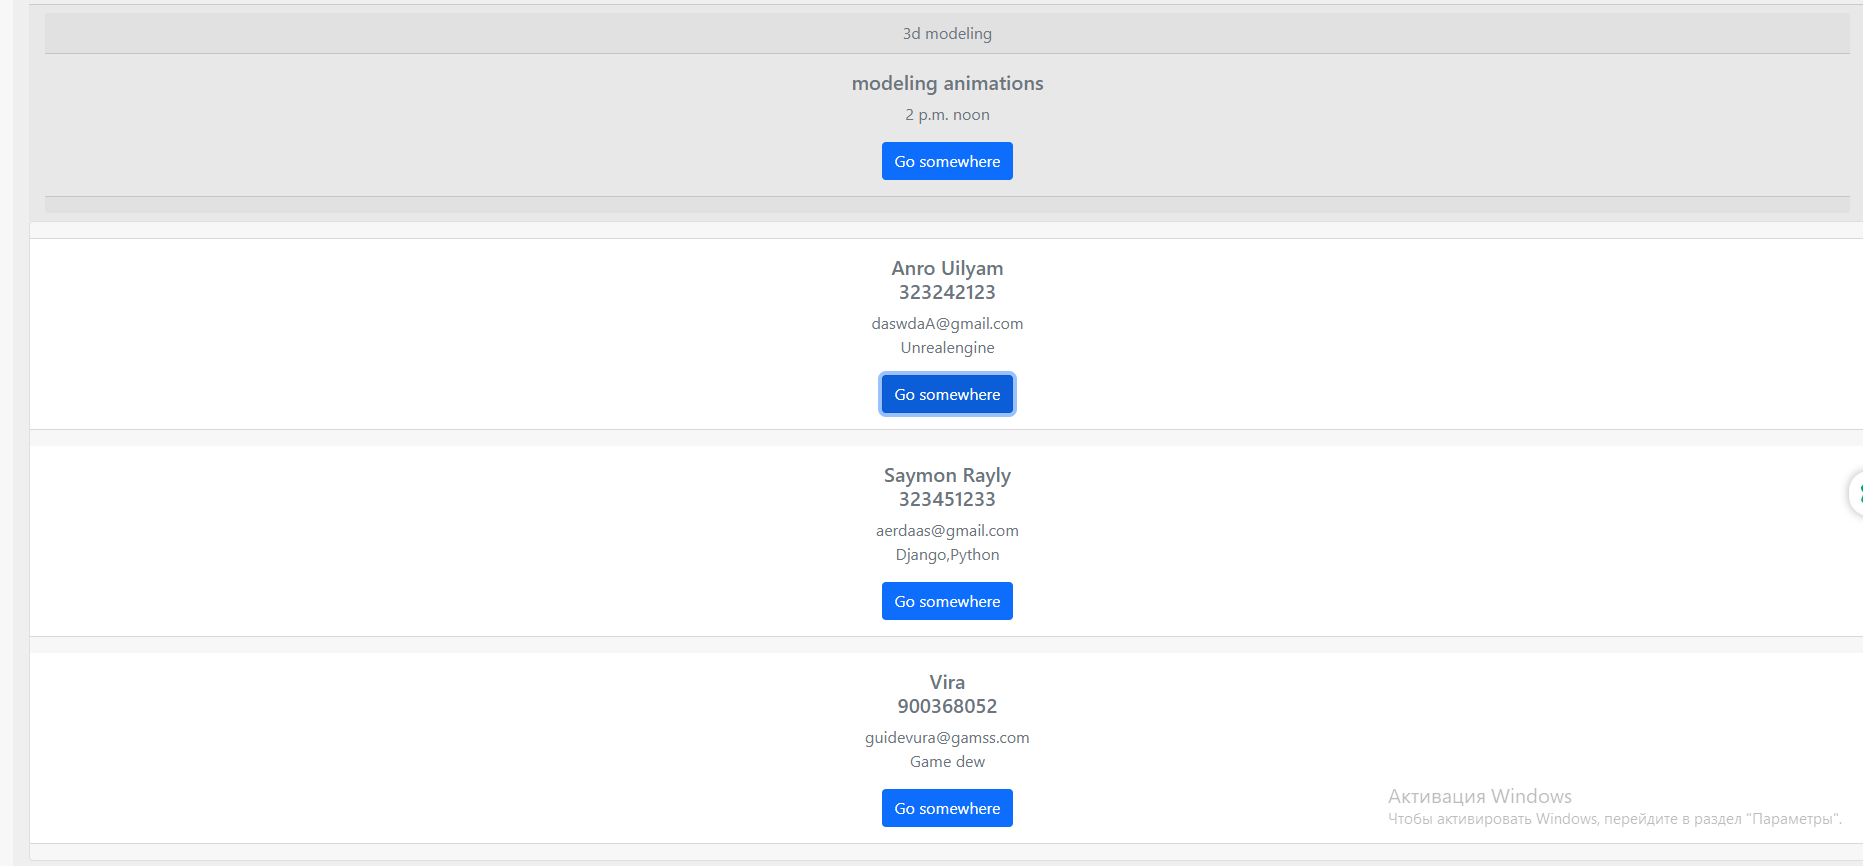 3d modeling
modeling animations
2 p.m. noon
Go somewhere
Anro Uilyam
323242123
daswdaA@gmail.com
Unrealengine
Go somewhere
Saymon Rayly
323451233
aerdaas@gmail.com
Django,Python
Go somewhere
Vira
900368052
guidevura@gamss.com
Game dew
Go somewhere
Активация Windows
Чтобы активировать Windows, перейдите в раздел "Параметры".